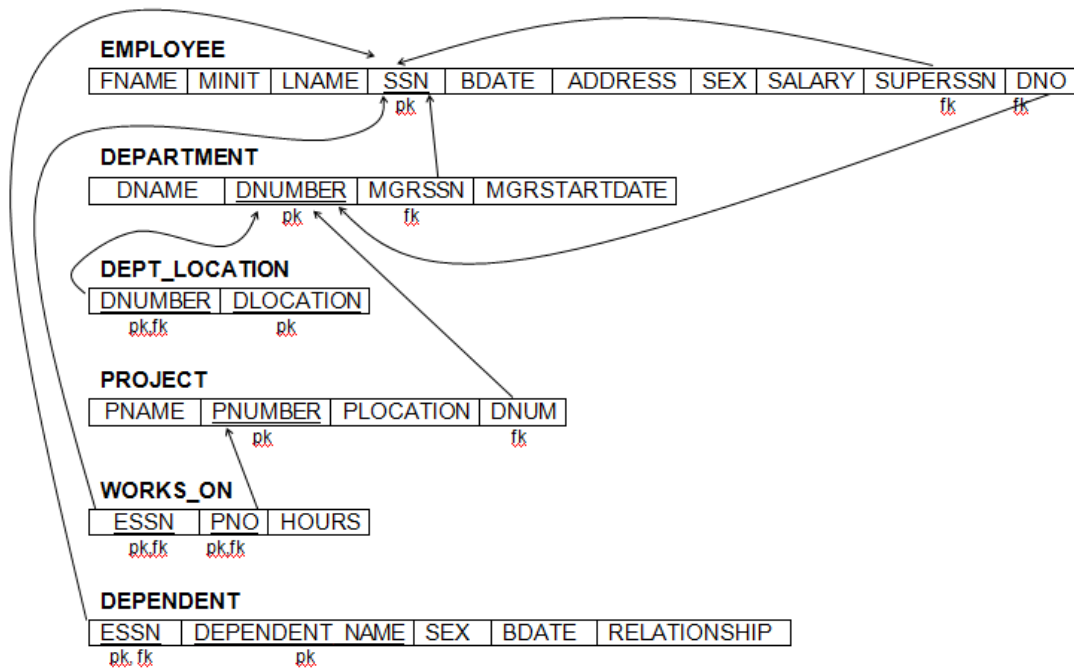 EMPLOYEE
FNAME MINIT LNAME SSN BDATE ADDRESS SEX SALARY SUPERSSN DNO
pk fk fk
DEPARTMENT
DNAME DNUMBER MGRSSN MGRSTARTDATE
pk fk
DEPT_LOCATION
DNUMBER DLOCATION
pk,fk pk
PROJECT
PNAME PNUMBER PLOCATION DNUM
pk fk
WORKS_ON
ESSN PNO HOURS
pk,fk pk,fk
DEPENDENT
ESSN DEPENDENT_NAME SEX BDATE RELATIONSHIP
pk, fk pk